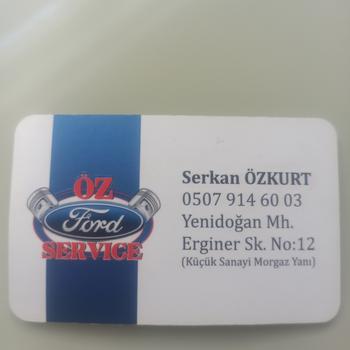 ÖZ
Ford
SERVICE
Serkan ÖZKURT
0507 914 60 03
Yenidoğan Mh.
Erginer Sk. No:12
(Küçük Sanayi Morgaz Yanı)